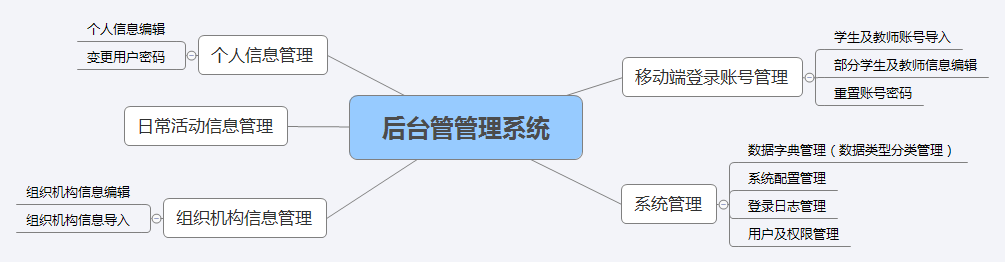 个人信息编辑
变更用户密码
个人信息管理
日常活动信息管理
组织机构信息编辑
组织机构信息导入
组织机构信息管理
后台管管理系统
移动端登录账号管理
学生及教师账号导入
部分学生及教师信息编辑
重置账号密码
系统管理
数据字典管理（数据类型分类管理）
系统配置管理
登录日志管理
用户及权限管理